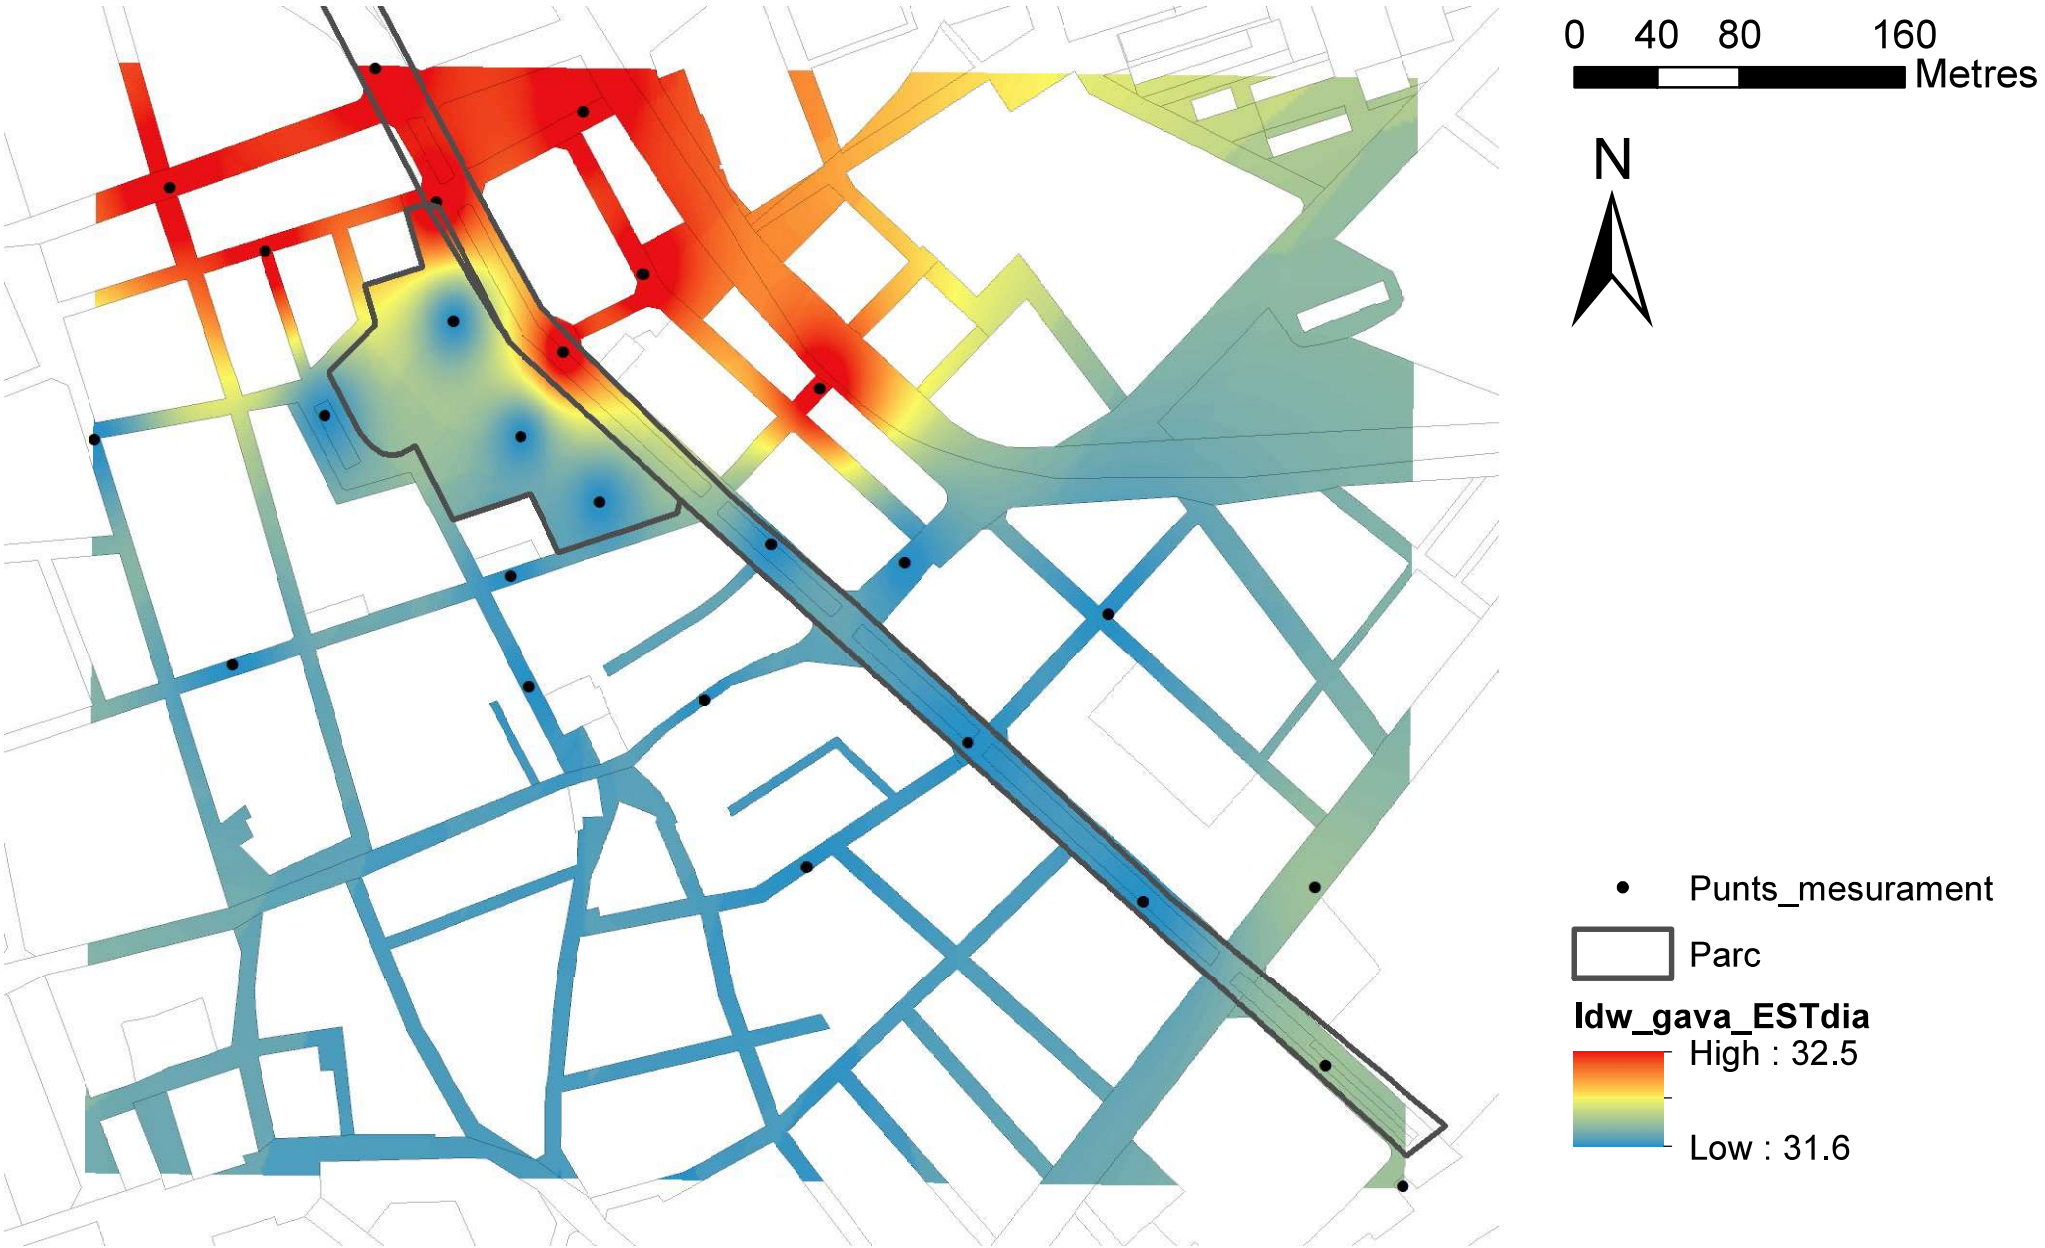 0 40 80 160
Metres
N
Punts_mesurament
Parc
Idw_gava_ESTdia
High : 32.5
Low : 31.6